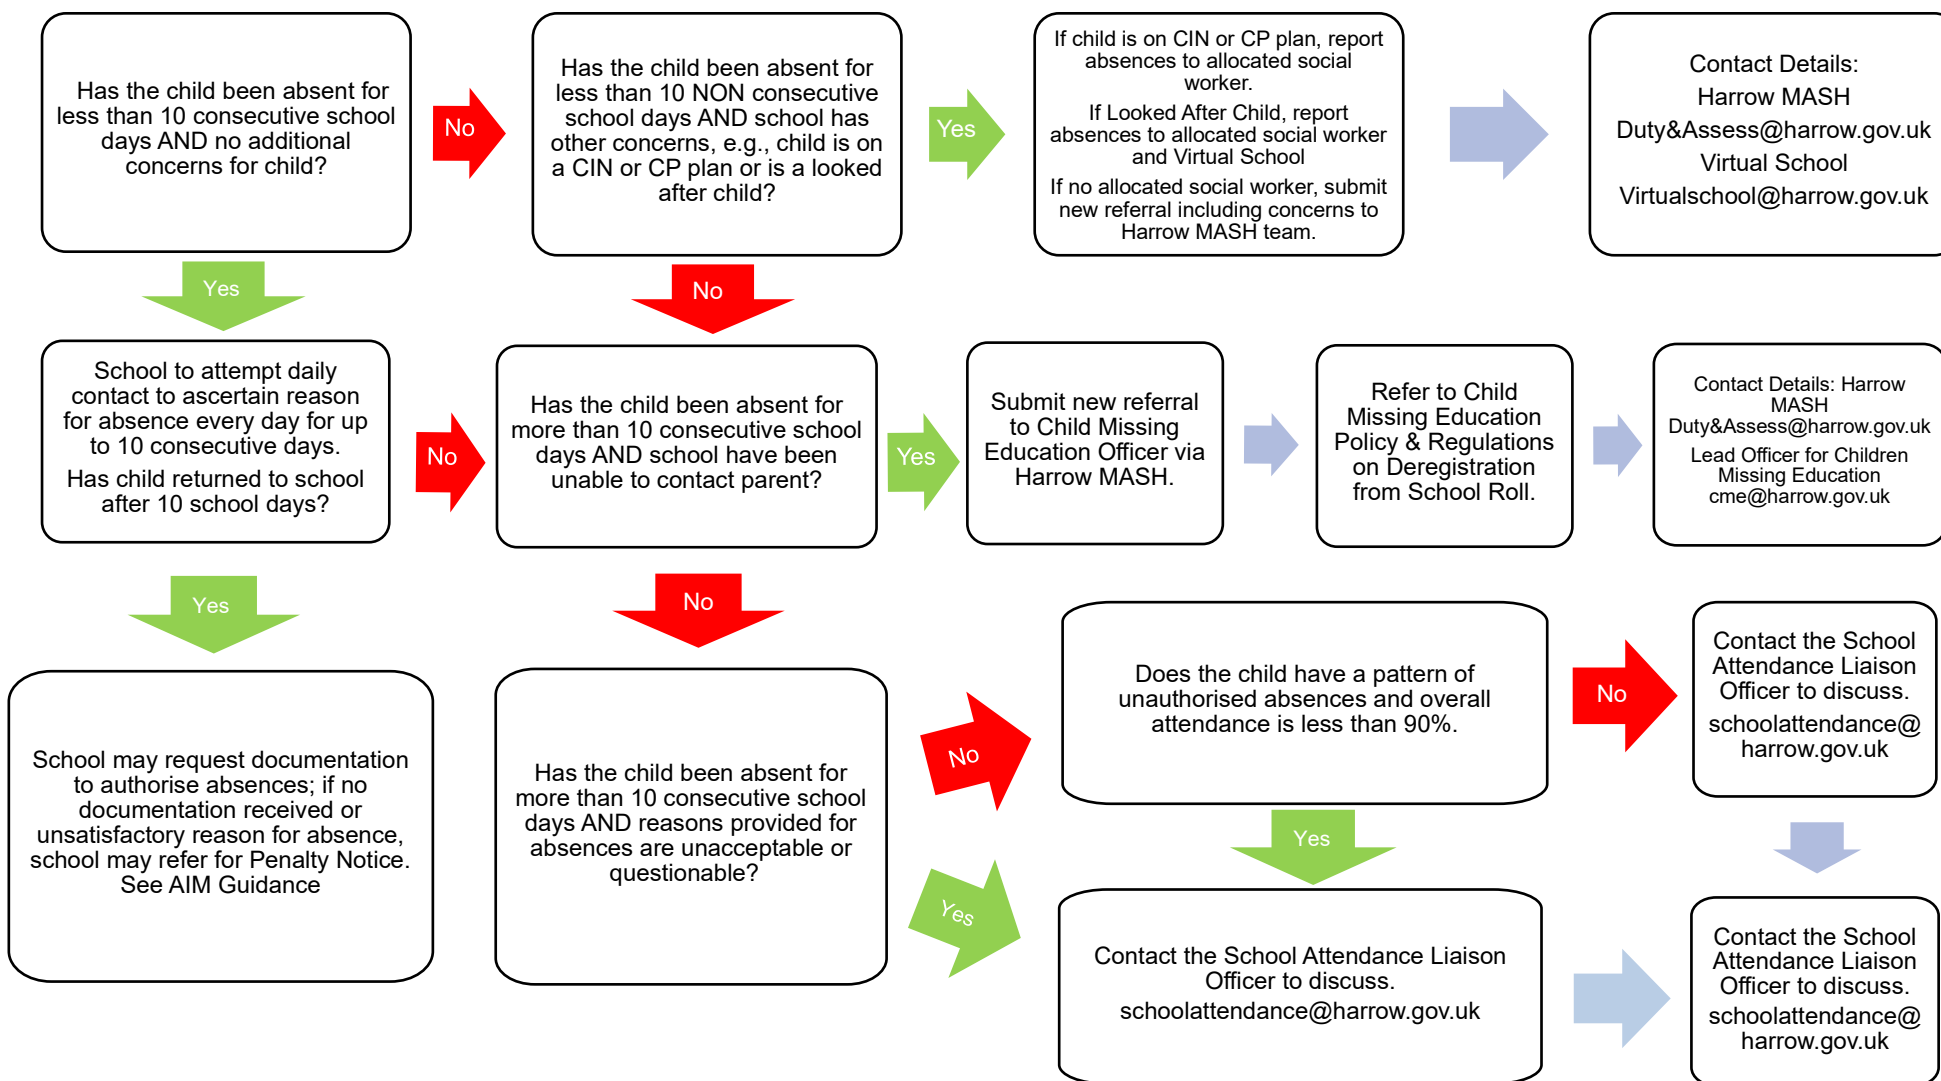 Has the child been absent for
less than 10 consecutive school
days AND no additional
concerns for child?
No
Has the child been absent for
less than 10 NON consecutive
school days AND school has
other concerns, e.g., child is on
a CIN or CP plan or is a looked
after child?
Yes
If child is on CIN or CP plan, report
absences to allocated social
worker.
If Looked After Child, report
absences to allocated social worker
and Virtual School
If no allocated social worker, submit
new referral including concerns to
Harrow MASH team.
Contact Details:
Harrow MASH
Duty&Assess@harrow.gov.uk
Virtual School
Virtualschool@harrow.gov.uk
Yes
No
School to attempt daily
contact to ascertain reason
for absence every day for up
to 10 consecutive days.
Has child returned to school
after 10 school days?
No
Has the child been absent for
more than 10 consecutive school
days AND school have been
unable to contact parent?
Yes
Submit new referral
to Child Missing
Education Officer via
Harrow MASH.
Refer to Child
Missing Education
Policy & Regulations
on Deregistration
from School Roll.
Contact Details: Harrow
MASH
Duty&Assess@harrow.gov.uk
Lead Officer for Children
Missing Education
cme@harrow.gov.uk
Yes
No
School may request documentation
to authorise absences; if no
documentation received or
unsatisfactory reason for absence,
school may refer for Penalty Notice.
See AIM Guidance
Has the child been absent for
more than 10 consecutive school
days AND reasons provided for
absences are unacceptable or
questionable?
No
Does the child have a pattern of
unauthorised absences and overall
attendance is less than 90%.
No
Contact the School
Attendance Liaison
Officer to discuss.
schoolattendance@
harrow.gov.uk
Yes
Yes
Contact the School Attendance Liaison
Officer to discuss.
schoolattendance@harrow.gov.uk
Contact the School
Attendance Liaison
Officer to discuss.
schoolattendance@
harrow.gov.uk